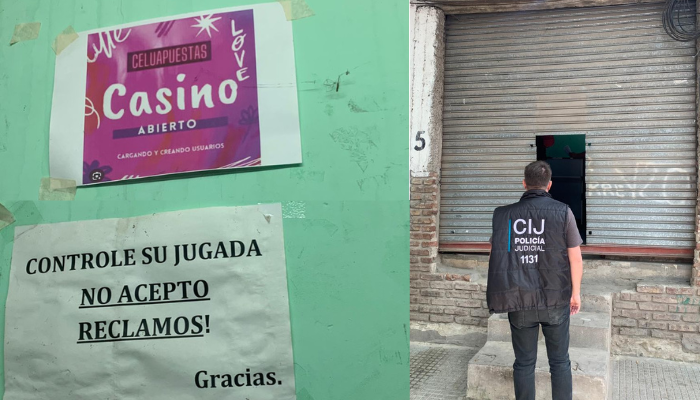 LOVE
CELUAPUESTAS
Casino
ABIERTO
CARGANDO Y CREANDO USUARIOS
CONTROLE SU JUGADA
NO ACEPTO
RECLAMOS!
Gracias.
5
CIJ
POLICÍA
JUDICIAL
1131